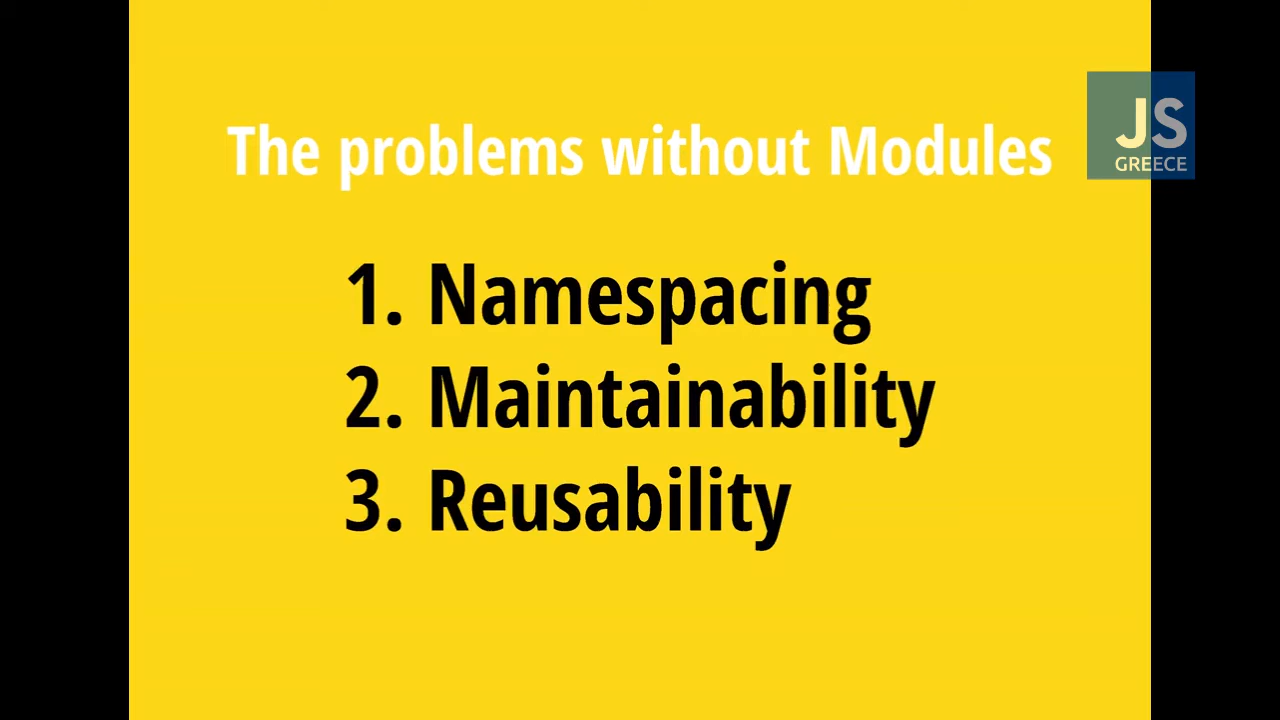 The problems without Modules
JS
GREECE
1. Namespacing
2. Maintainability
3. Reusability